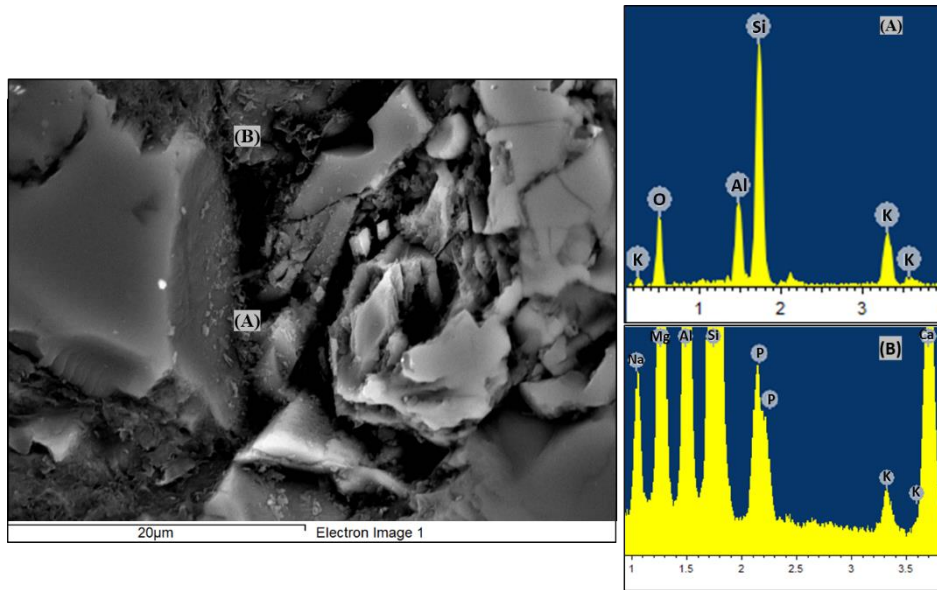 (B)
(A)
20µm Electron Image 1
(A)
Si
Al
O
K
K
K
1 2 3
(B)
Na Mg Al Si P P K K Ca
1 1.5 2 2.5 3 3.5